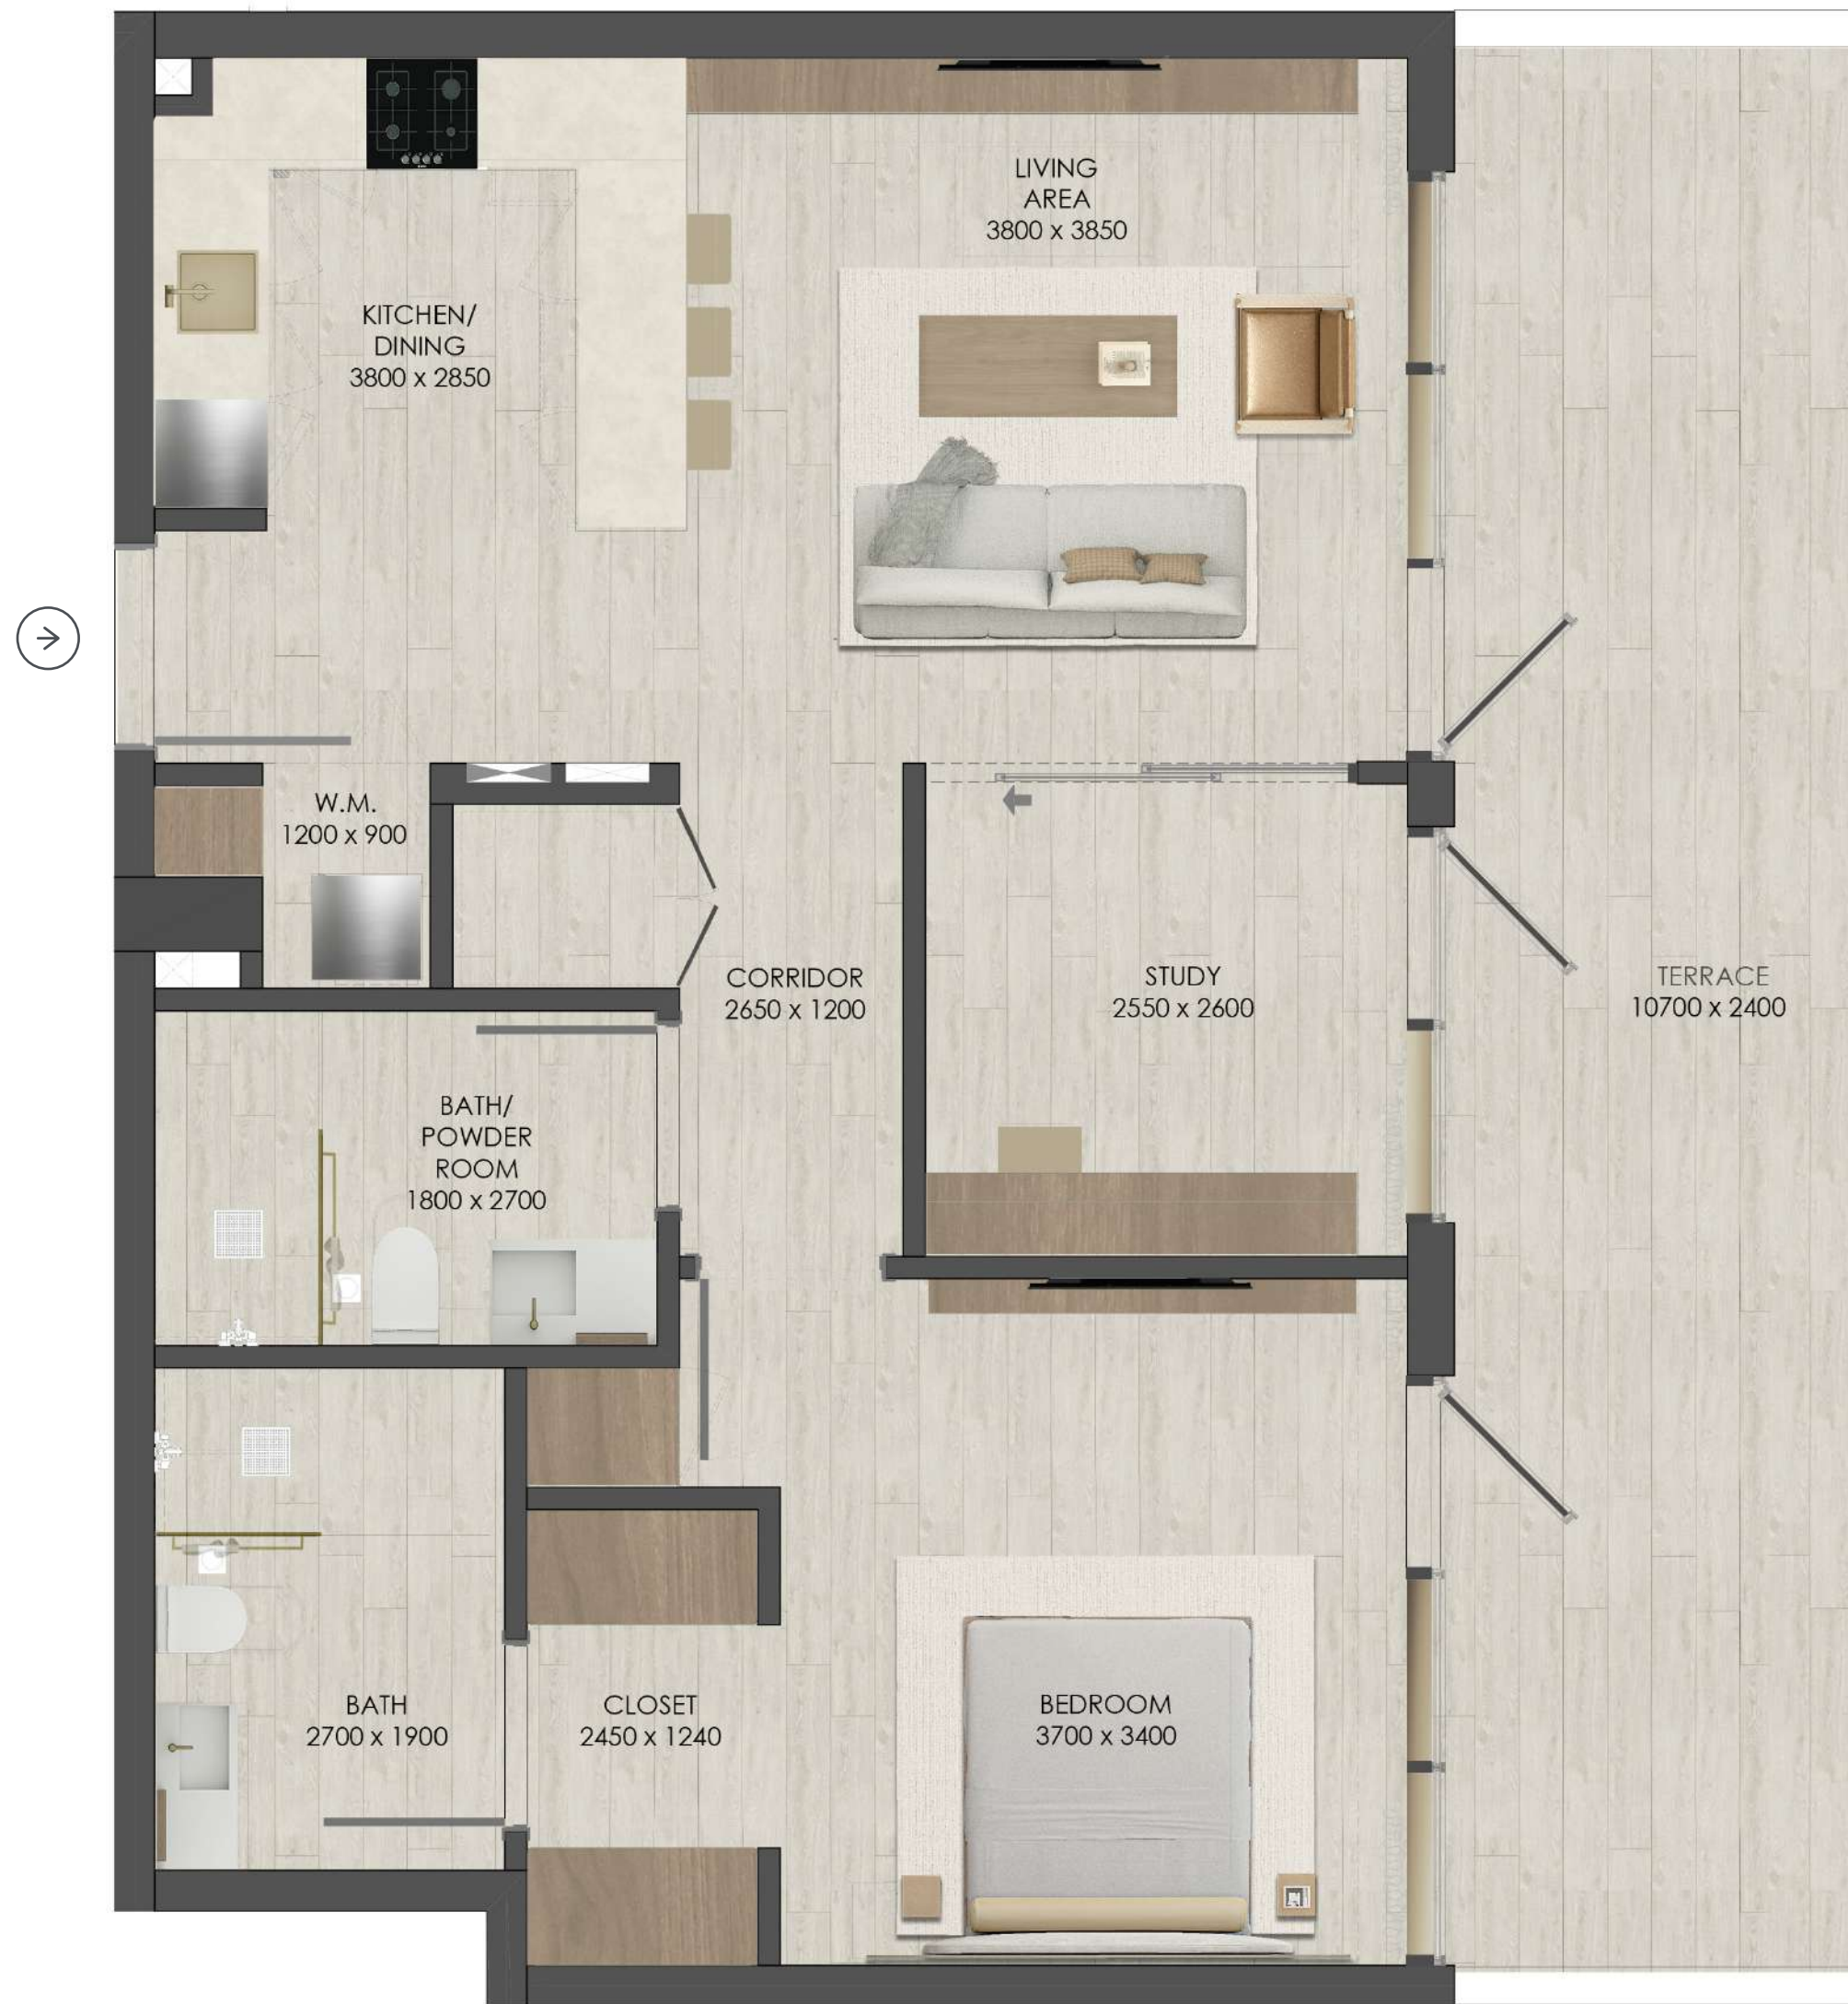 LIVING
AREA
3800 x 3850
KITCHEN/
DINING
3800 x 2850
W.M.
1200 x 900
CORRIDOR
2650 x 1200
STUDY
2550 x 2600
TERRACE
10700 x 2400
BATH/
POWDER
ROOM
1800 x 2700
BATH
2700 x 1900
CLOSET
2450 x 1240
BEDROOM
3700 x 3400